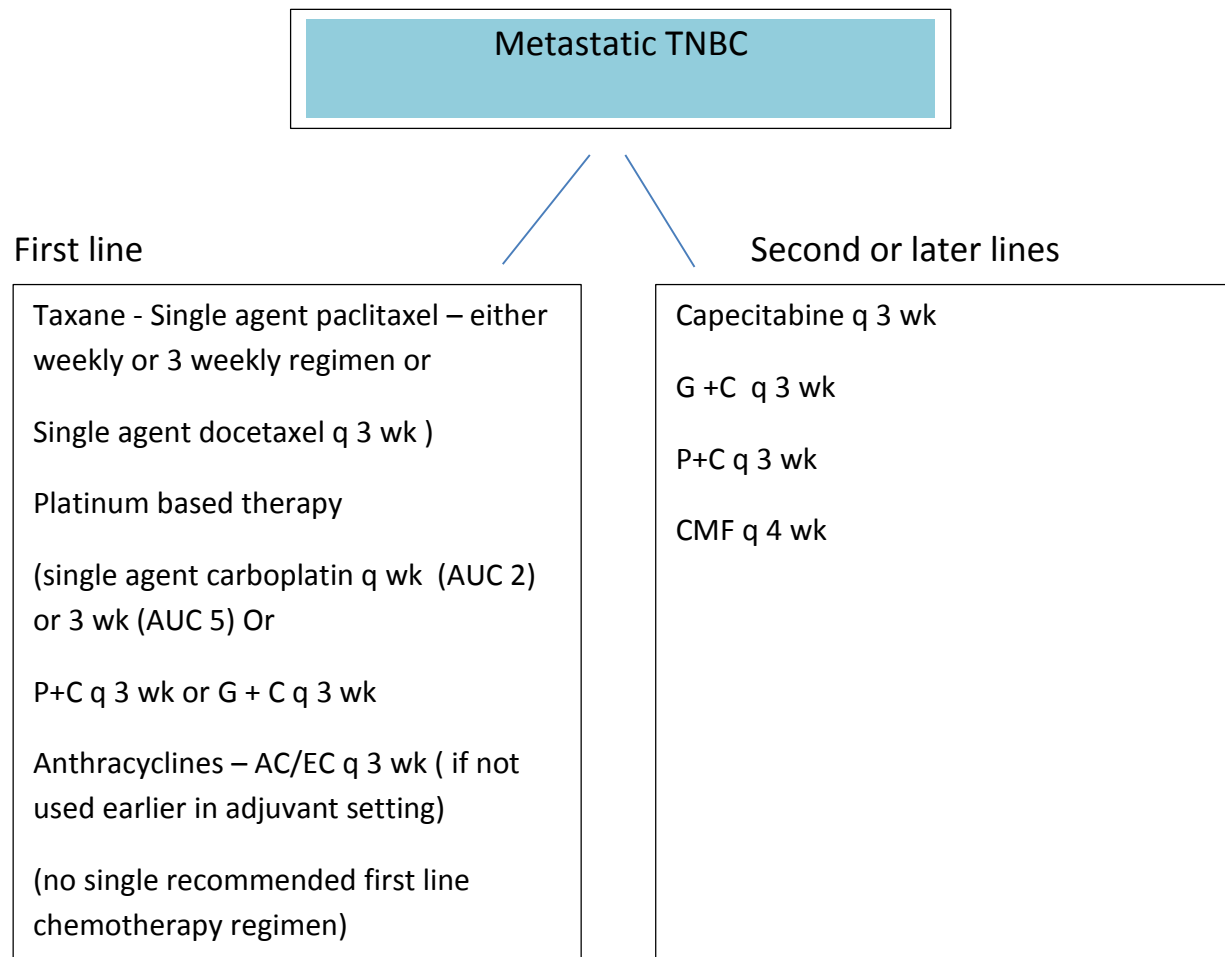 Metastatic TNBC
First line
Taxane - Single agent paclitaxel – either
weekly or 3 weekly regimen or
Single agent docetaxel q 3 wk )
Platinum based therapy
(single agent carboplatin q wk  (AUC 2)
or 3 wk (AUC 5) Or
P+C q 3 wk or G + C q 3 wk
Anthracyclines – AC/EC q 3 wk ( if not
used earlier in adjuvant setting)
(no single recommended first line
chemotherapy regimen)
Second or later lines
Capecitabine q 3 wk
G +C  q 3 wk
P+C q 3 wk
CMF q 4 wk